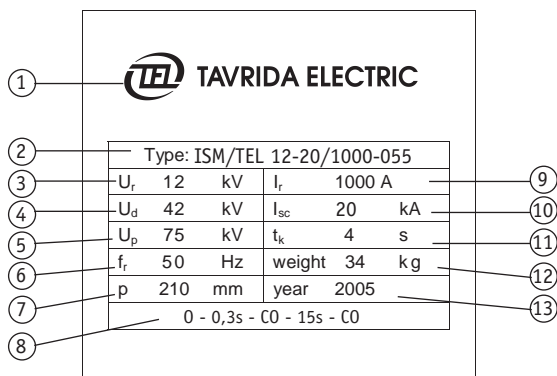 TEL TAVRIDA ELECTRIC
1
2 Type: ISM/TEL 12-20/1000-055
3 Ur 12 kV Ir 1000 A 9
4 Ud 42 kV Isc 20 kA 10
5 Up 75 kV tk 4 s 11
6 fr 50 Hz weight 34 kg 12
7 p 210 mm year 2005 13
8 0 - 0,3s - C0 - 15s - C0